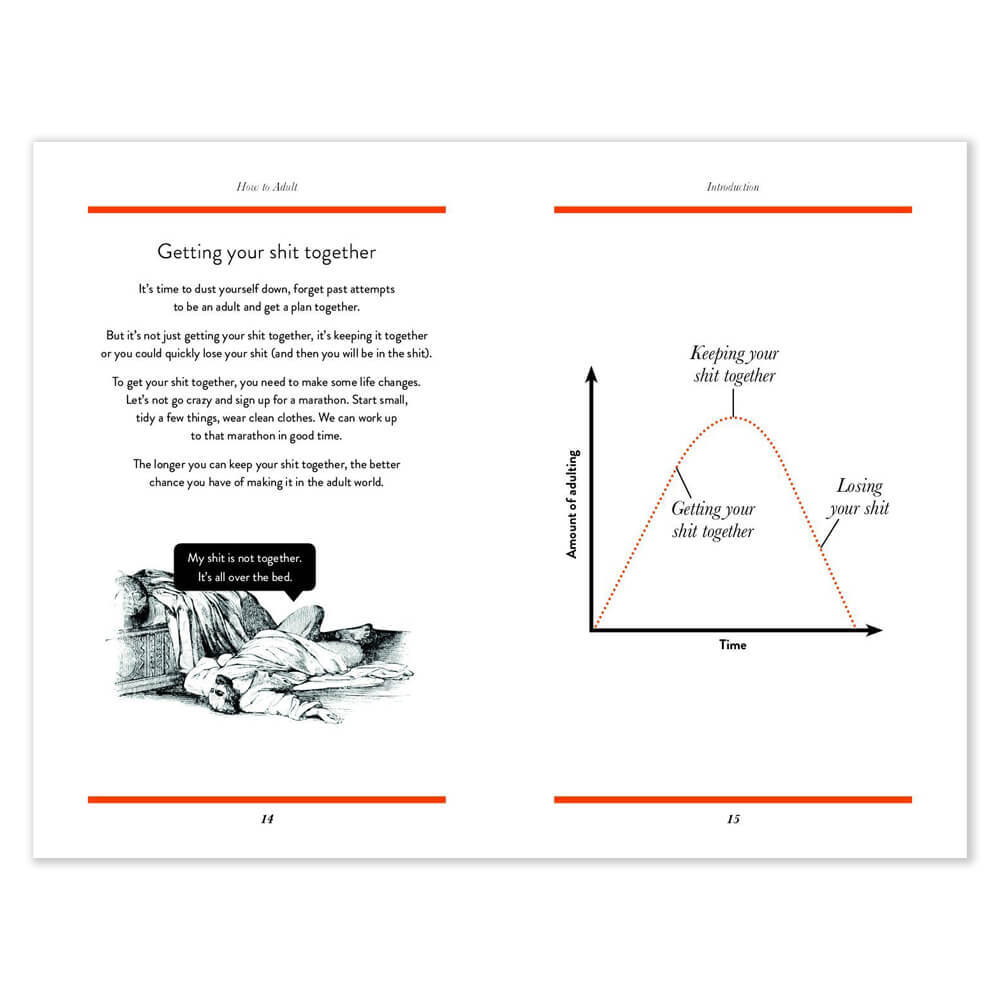 How to Adult
Getting your shit together
It's time to dust yourself down, forget past attempts
to be an adult and get a plan together.
But it's not just getting your shit together, it's keeping it together
or you could quickly lose your shit (and then you will be in the shit).
To get your shit together, you need to make some life changes.
Let's not go crazy and sign up for a marathon. Start small,
tidy a few things, wear clean clothes. We can work up
to that marathon in good time.
The longer you can keep your shit together, the better
chance you have of making it in the adult world.
My shit is not together.
It's all over the bed.
14
Introduction
Keeping your
shit together
Amount of adulting
Getting your
shit together
Losing
your shit
Time
15